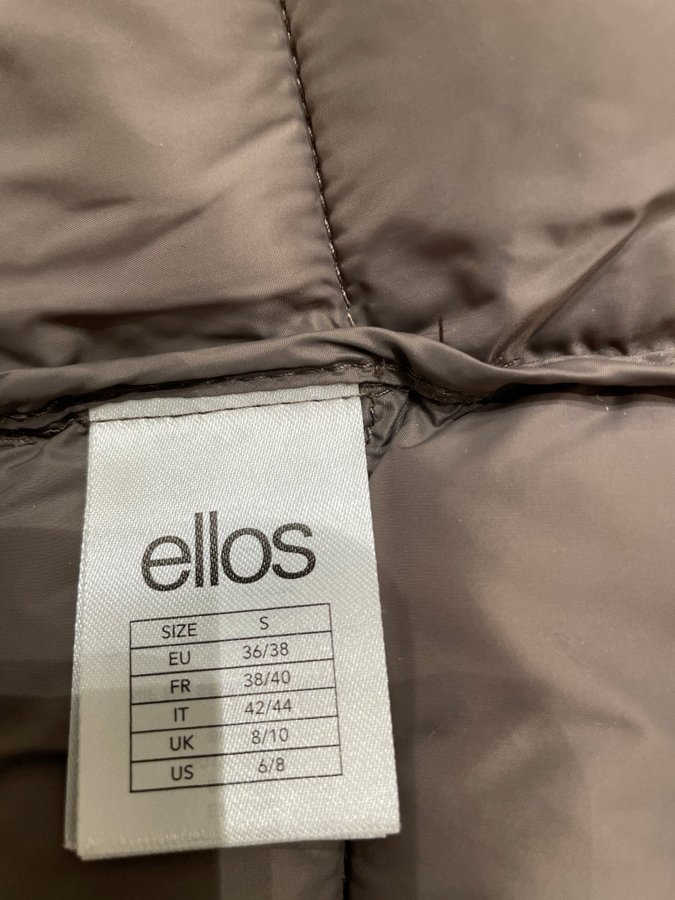 ellos
SIZE S
EU 36/38
FR 38/40
IT 42/44
UK 8/10
US 6/8